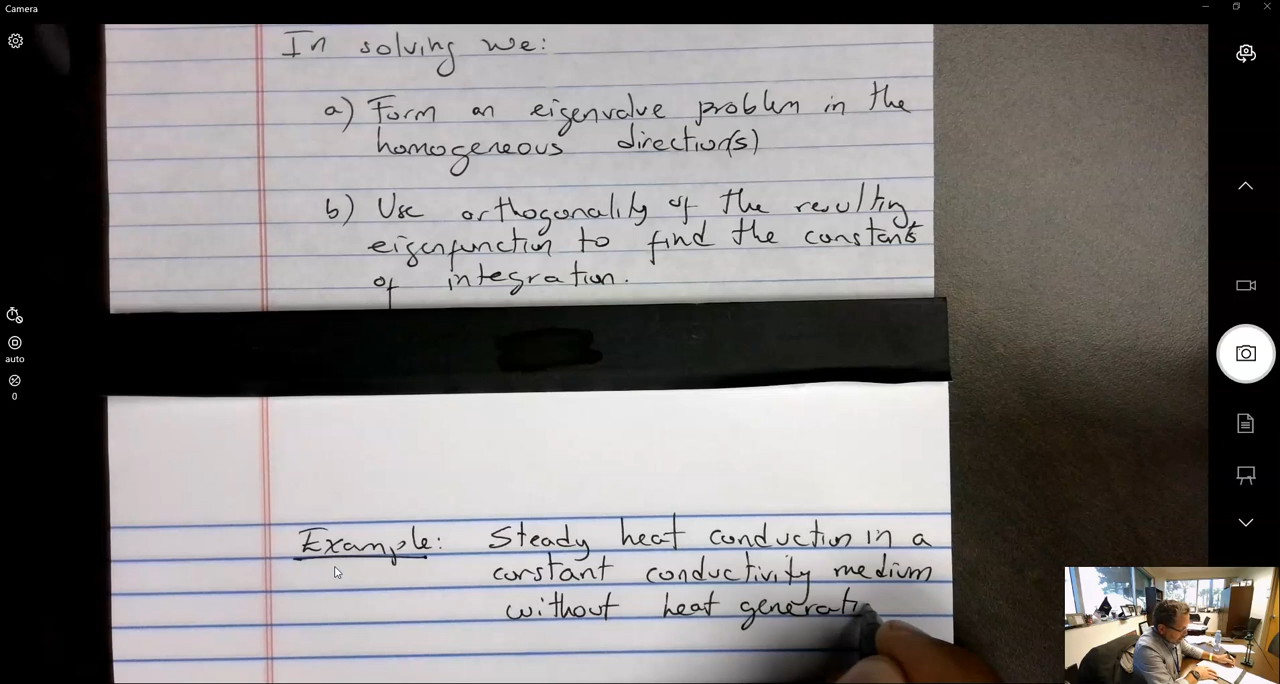 Camera
In solving we:
a) Form an eigenvalue problem in the
homogeneous direction(s)
b) Use orthogonality of the resulting
eigenfunction to find the constants
of integration.
auto
0
Example: Steady heat conduction in a
constant conductivity medium
without heat generati